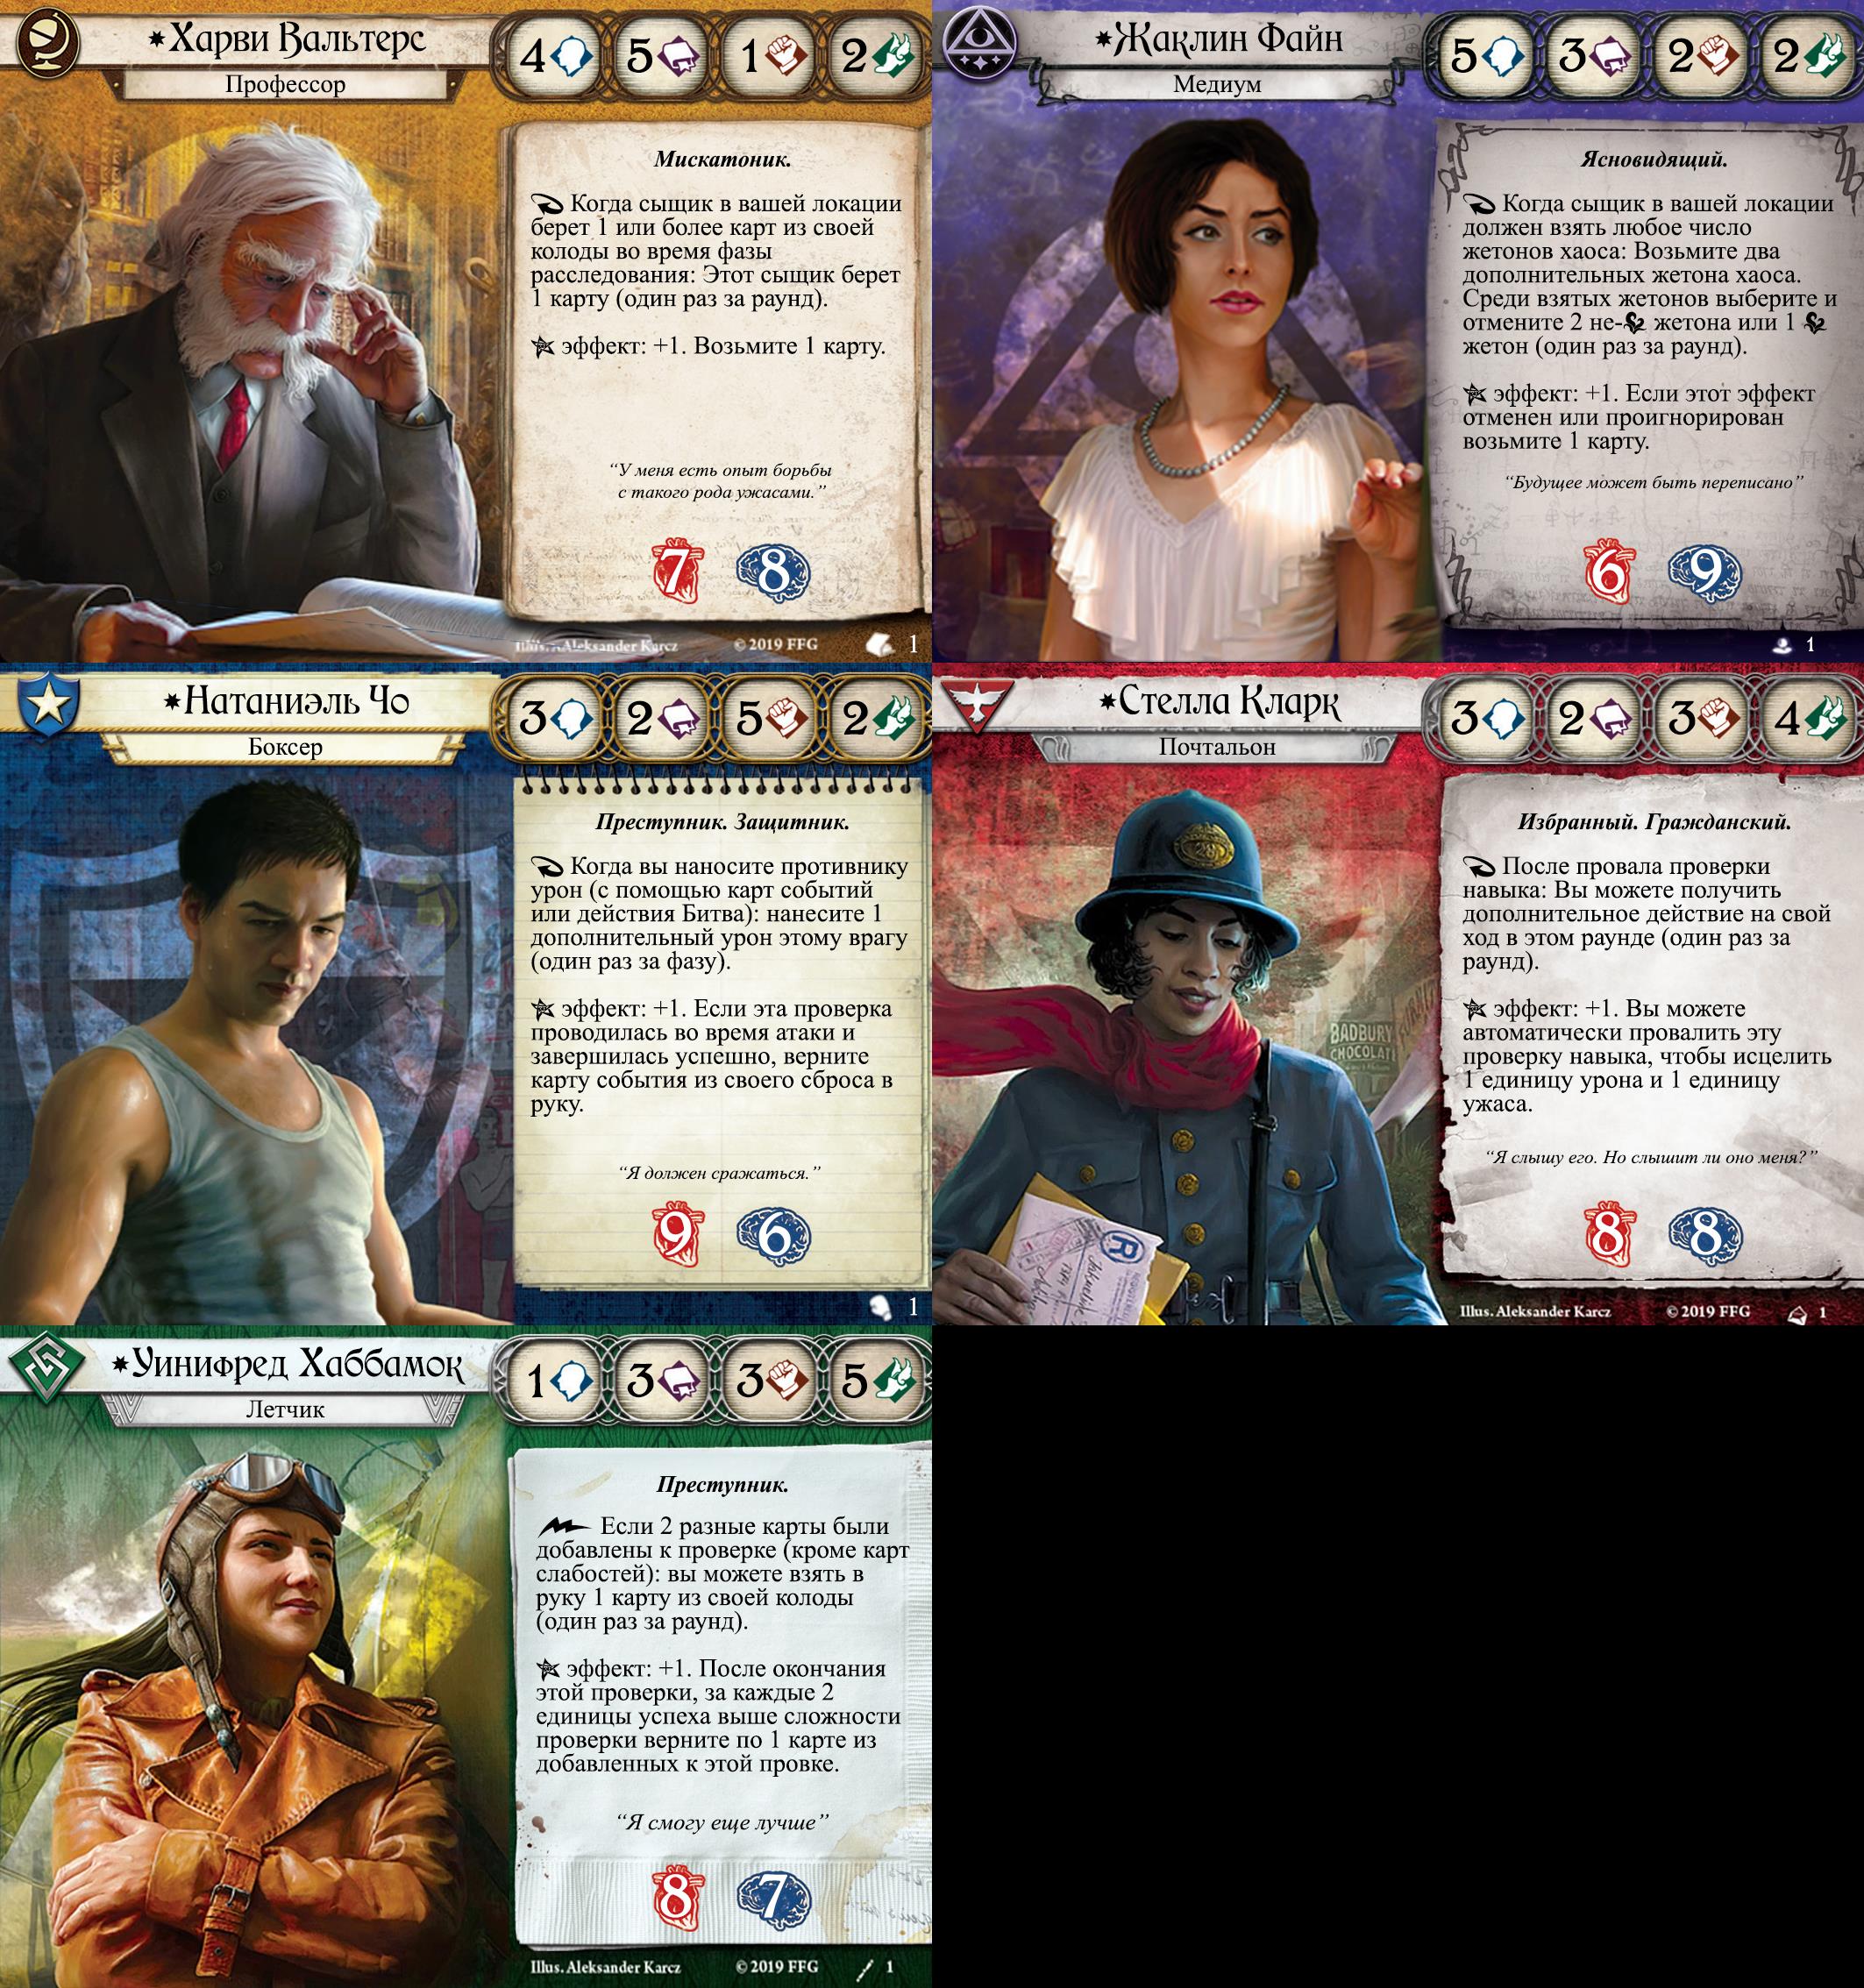 Харви Вальтерс
4 5 1 2
Профессор
Мискатоник.
Когда сыщик в вашей локации
берет 1 или более карт из своей
колоды во время фазы
расследования: Этот сыщик берет
1 карту (один раз за раунд).
эффект: +1. Возьмите 1 карту.
“У меня есть опыт борьбы
с такого рода ужасами.”
7 8
Illus. Aleksander Karcz © 2019 FFG 1
Жаклин Файн
5 3 2 2
Медиум
Ясновидящий.
Когда сыщик в вашей локации
должен взять любое число
жетонов хаоса: Возьмите два
дополнительных жетона хаоса.
Среди взятых жетонов выберите и
отмените 2 не- жетона или 1
жетон (один раз за раунд).
эффект: +1. Если этот эффект
отменен или проигнорирован
возьмите 1 карту.
“Будущее может быть переписано”
6 9
1
Натаниэль Чо
3 2 5 2
Боксер
Преступник. Защитник.
Когда вы наносите противнику
урон (с помощью карт событий
или действия Битва): нанесите 1
дополнительный урон этому врагу
(один раз за фазу).
эффект: +1. Если эта проверка
проводилась во время атаки и
завершилась успешно, верните
карту события из своего сброса в
руку.
“Я должен сражаться.”
9 6
1
Стелла Кларк
3 2 3 4
Почтальон
Избранный. Гражданский.
После провала проверки
навыка: Вы можете получить
дополнительное действие на свой
ход в этом раунде (один раз за
раунд).
эффект: +1. Вы можете
автоматически провалить эту
проверку навыка, чтобы исцелить
1 единицу урона и 1 единицу
ужаса.
“Я слышу его. Но слышит ли оно меня?”
8 8
BADBURY
CHOCOLATE
R
Illus. Aleksander Karcz © 2019 FFG 1
Уинифред Хаббамок
1 3 3 5
Летчик
Преступник.
Если 2 разные карты были
добавлены к проверке (кроме карт
слабостей): вы можете взять в
руку 1 карту из своей колоды
(один раз за раунд).
эффект: +1. После окончания
этой проверки, за каждые 2
единицы успеха выше сложности
проверки верните по 1 карте из
добавленных к этой провке.
“Я смогу еще лучше”
8 7
Illus. Aleksander Karcz © 2019 FFG 1